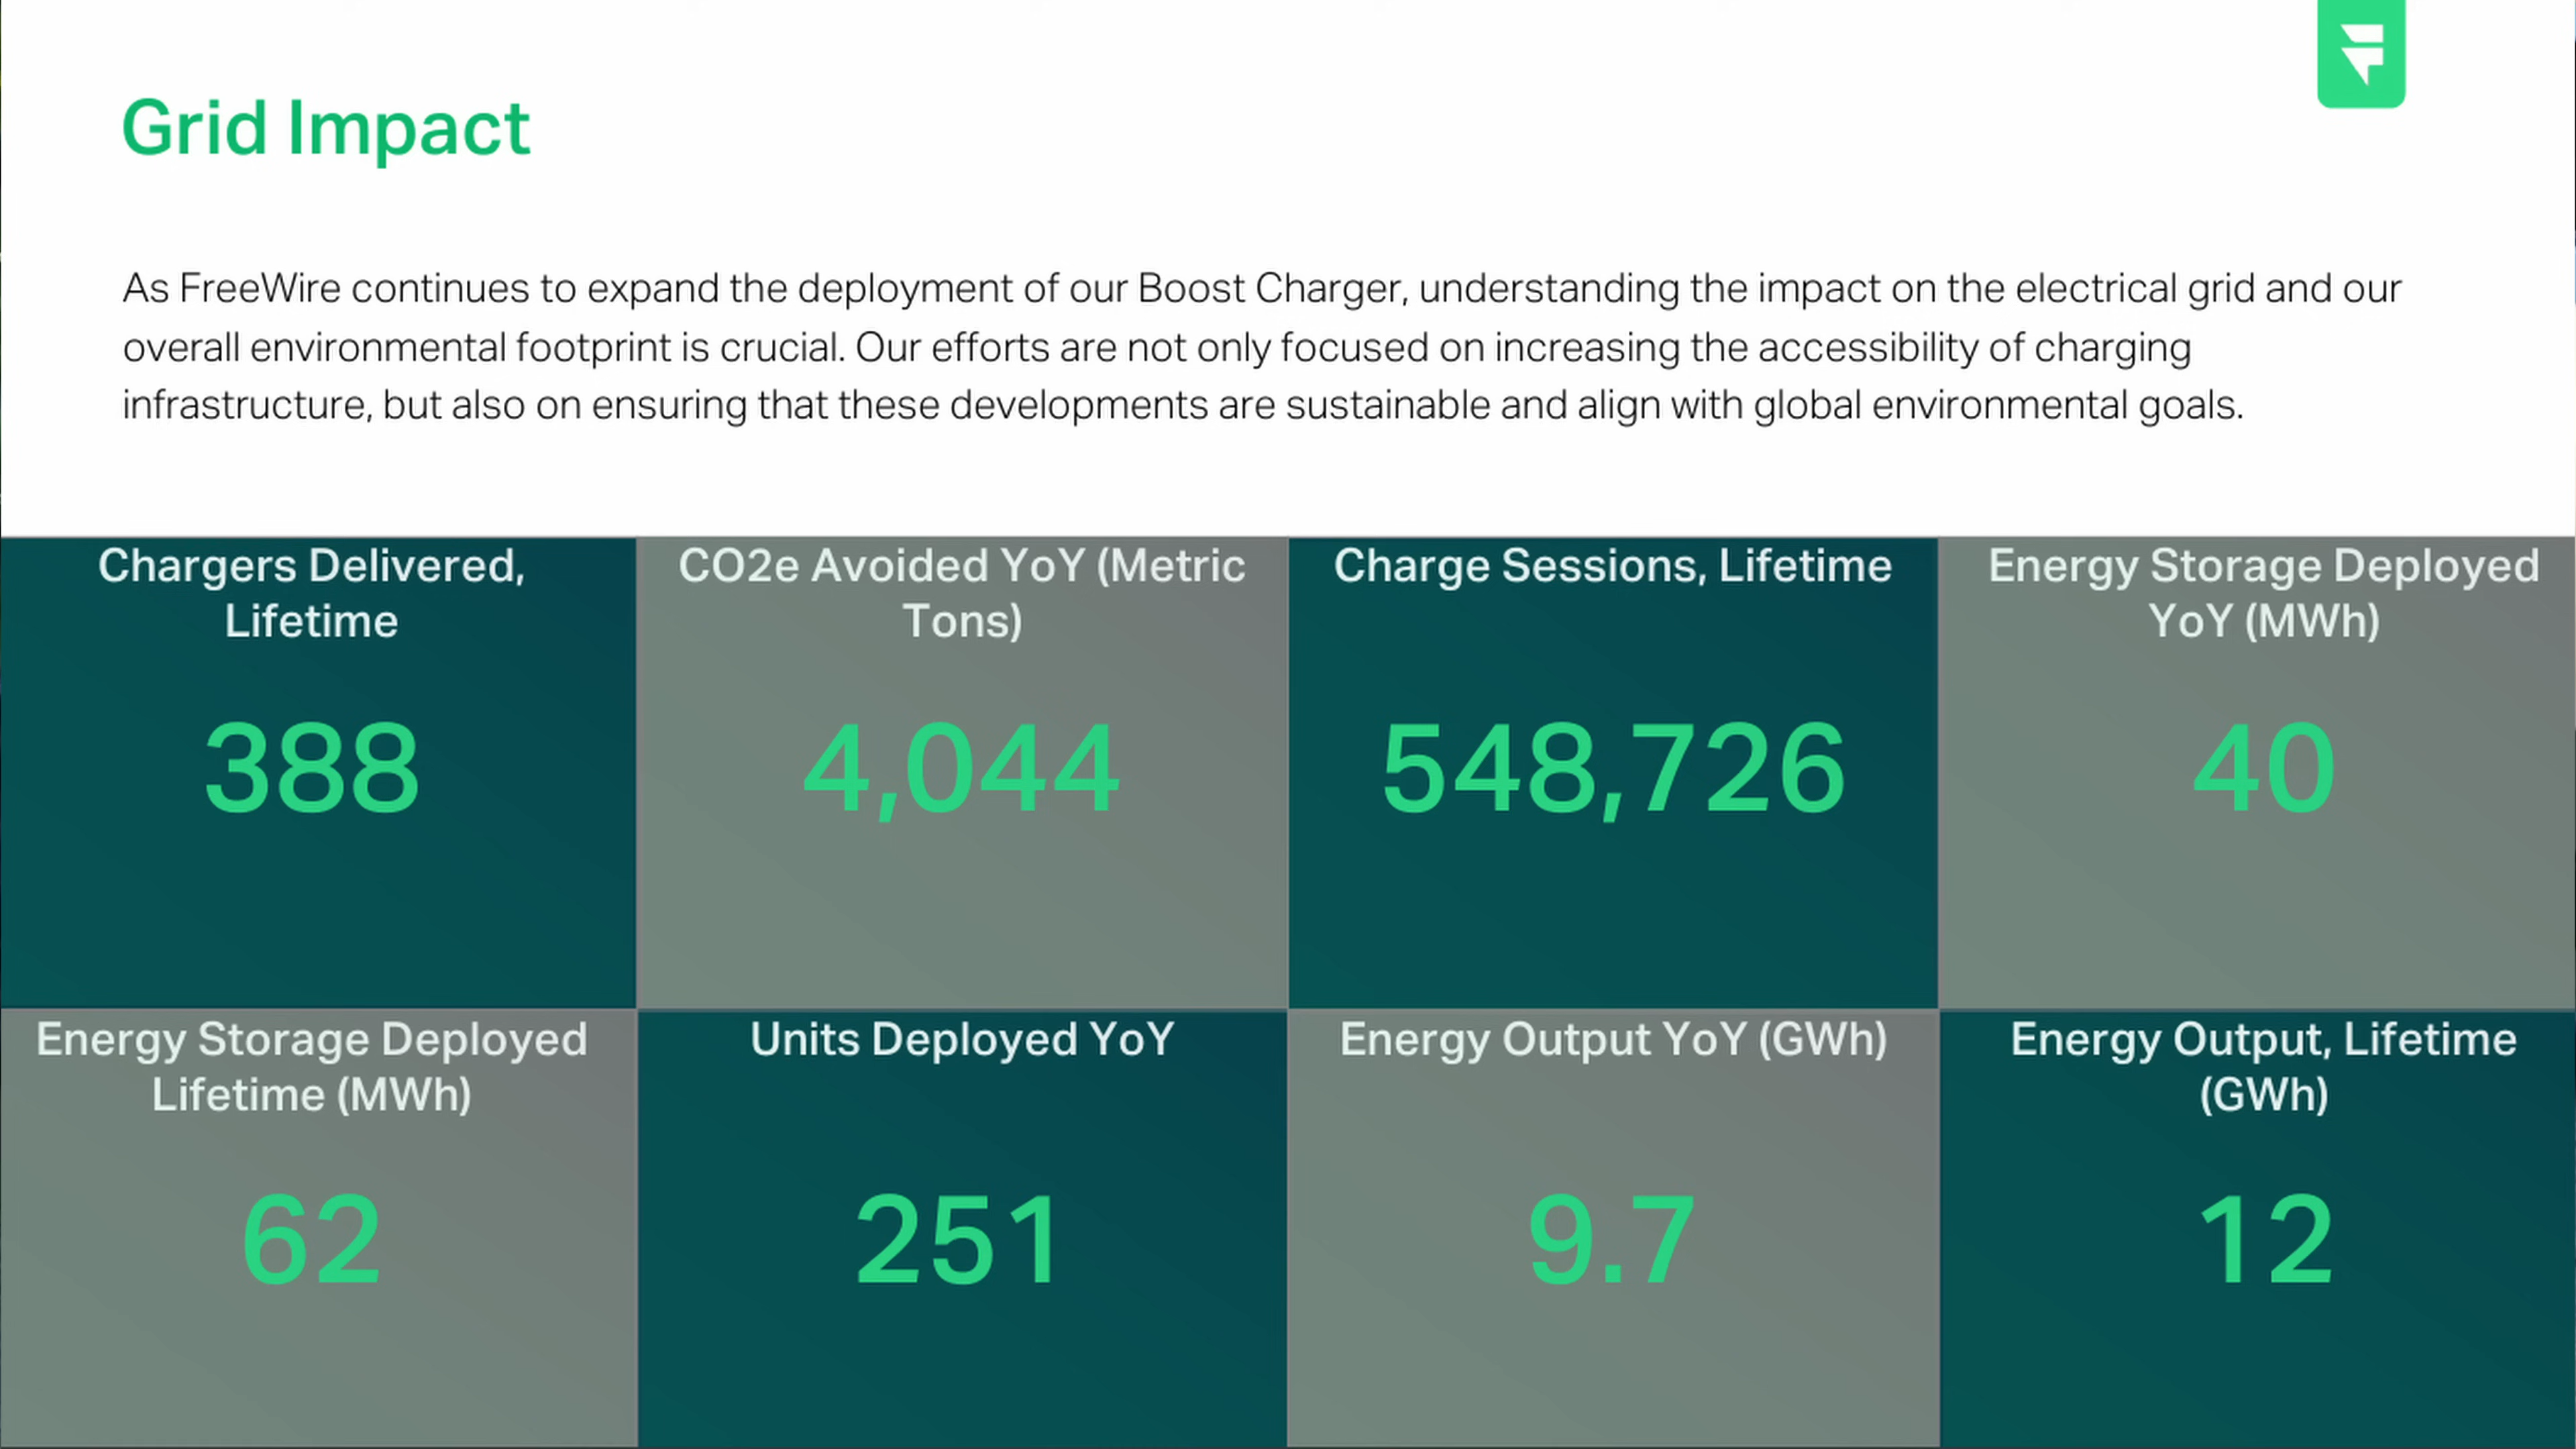 Grid Impact
As FreeWire continues to expand the deployment of our Boost Charger, understanding the impact on the electrical grid and our
overall environmental footprint is crucial. Our efforts are not only focused on increasing the accessibility of charging
infrastructure, but also on ensuring that these developments are sustainable and align with global environmental goals.
Chargers Delivered,
Lifetime
388
CO2e Avoided YoY (Metric
Tons)
4,044
Charge Sessions, Lifetime
548,726
Energy Storage Deployed
YoY (MWh)
40
Energy Storage Deployed
Lifetime (MWh)
62
Units Deployed YoY
251
Energy Output YoY (GWh)
9.7
Energy Output, Lifetime
(GWh)
12